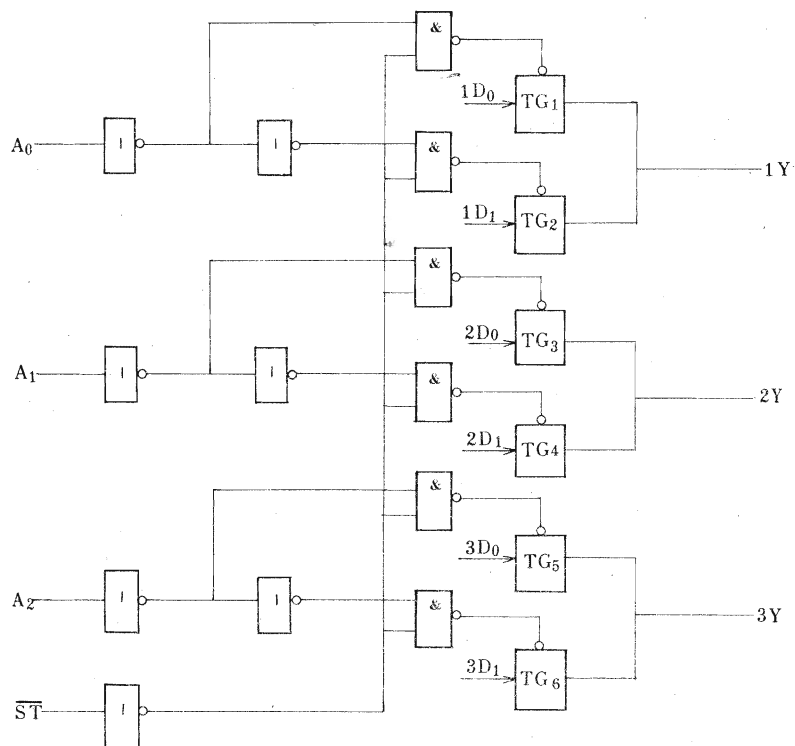 &
1D₀
TG₁
A₀
1
1
&
1Y
1D₁
TG₂
&
2D₀
TG₃
A₁
1
1
&
2Y
2D₁
TG₄
&
3D₀
TG₅
A₂
1
1
&
3Y
3D₁
TG₆
S̅T̅
1